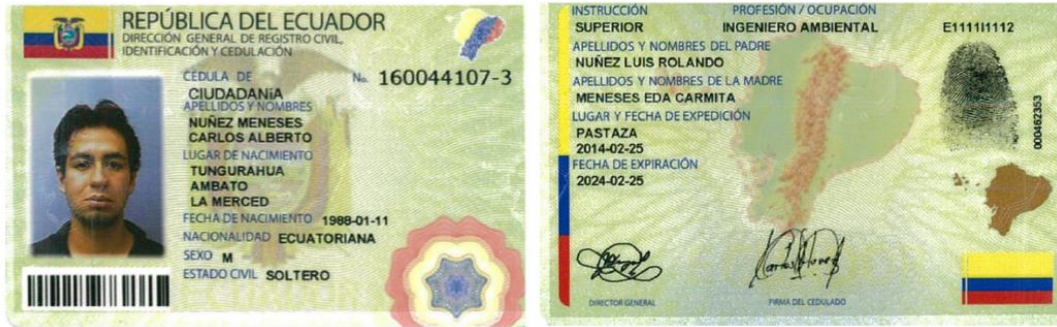 REPÚBLICA DEL ECUADOR
DIRECCIÓN GENERAL DE REGISTRO CIVIL,
IDENTIFICACIÓN Y CEDULACIÓN
CÉDULA DE No. 160044107-3
CIUDADANíA
APELLIDOS Y NOMBRES
NUÑEZ MENESES
CARLOS ALBERTO
LUGAR DE NACIMIENTO
TUNGURAHUA
AMBATO
LA MERCED
FECHA DE NACIMIENTO 1988-01-11
NACIONALIDAD ECUATORIANA
SEXO M
ESTADO CIVIL SOLTERO
INSTRUCCIÓN PROFESIÓN / OCUPACIÓN
SUPERIOR INGENIERO AMBIENTAL E1111I1112
APELLIDOS Y NOMBRES DEL PADRE
NUÑEZ LUIS ROLANDO
APELLIDOS Y NOMBRES DE LA MADRE
MENESES EDA CARMITA
LUGAR Y FECHA DE EXPEDICIÓN
PASTAZA
2014-02-25
FECHA DE EXPIRACIÓN
2024-02-25
000462353
DIRECTOR GENERAL FIRMA DEL CEDULADO